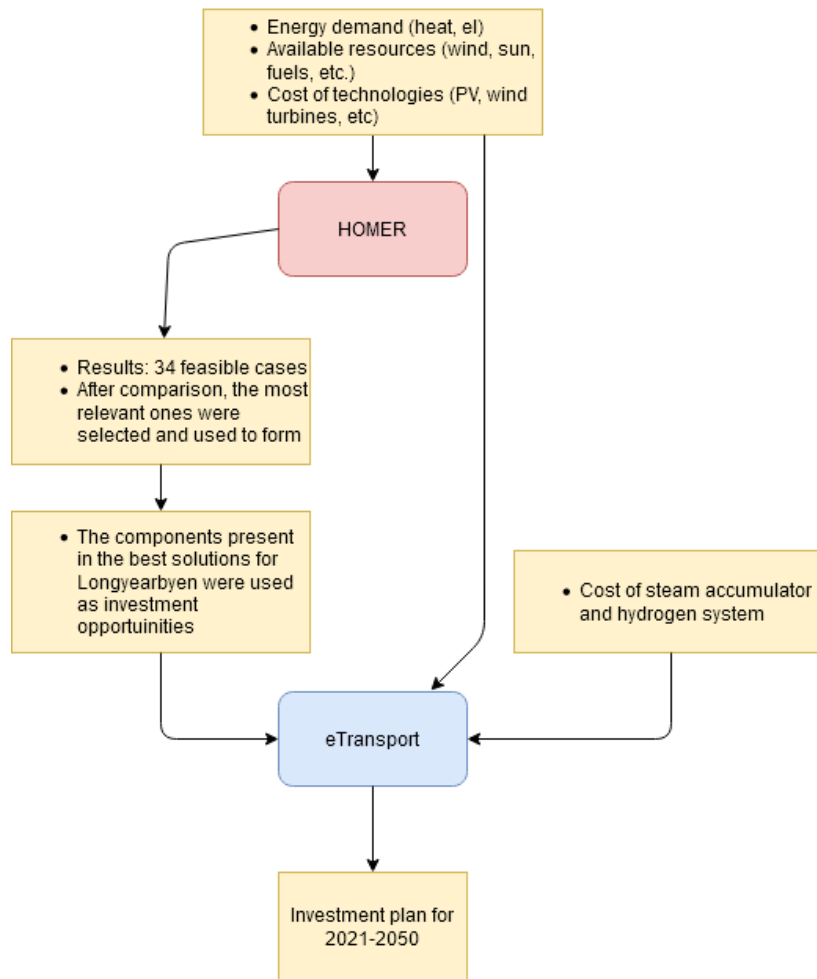 • Energy demand (heat, el)
• Available resources (wind, sun,
fuels, etc.)
• Cost of technologies (PV, wind
turbines, etc)
HOMER
• Results: 34 feasible cases
• After comparison, the most
relevant ones were
selected and used to form
• The components present
in the best solutions for
Longyearbyen were used
as investment
opportuinities
• Cost of steam accumulator
and hydrogen system
eTransport
Investment plan for
2021-2050